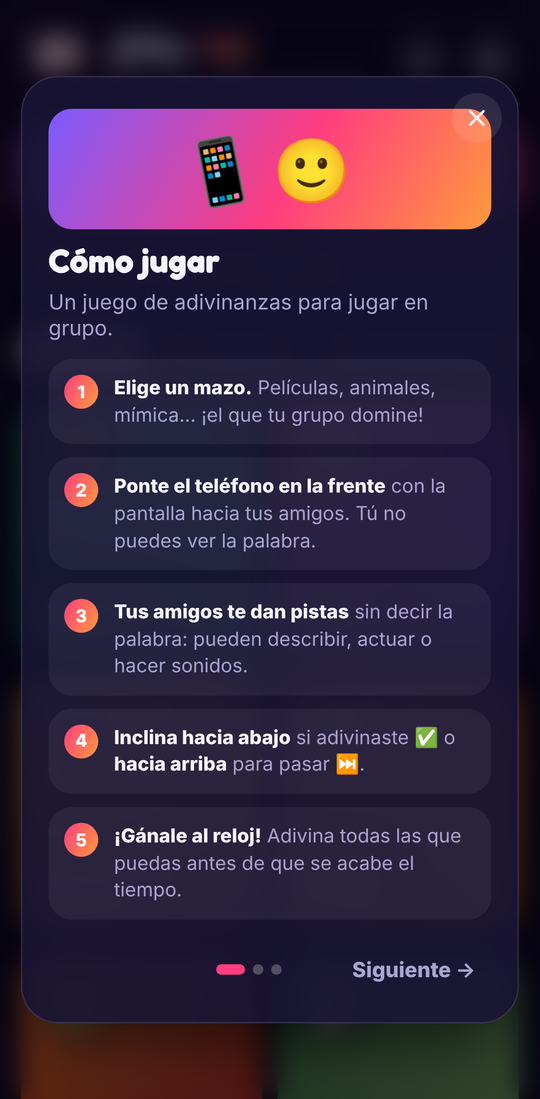 Cómo jugar
Un juego de adivinanzas para jugar en
grupo.
1 Elige un mazo. Películas, animales,
mímica... ¡el que tu grupo domine!
2 Ponte el teléfono en la frente con la
pantalla hacia tus amigos. Tú no
puedes ver la palabra.
3 Tus amigos te dan pistas sin decir la
palabra: pueden describir, actuar o
hacer sonidos.
4 Inclina hacia abajo si adivinaste ✅ o
hacia arriba para pasar ⏭️.
5 ¡Gánale al reloj! Adivina todas las que
puedas antes de que se acabe el
tiempo.
Siguiente →